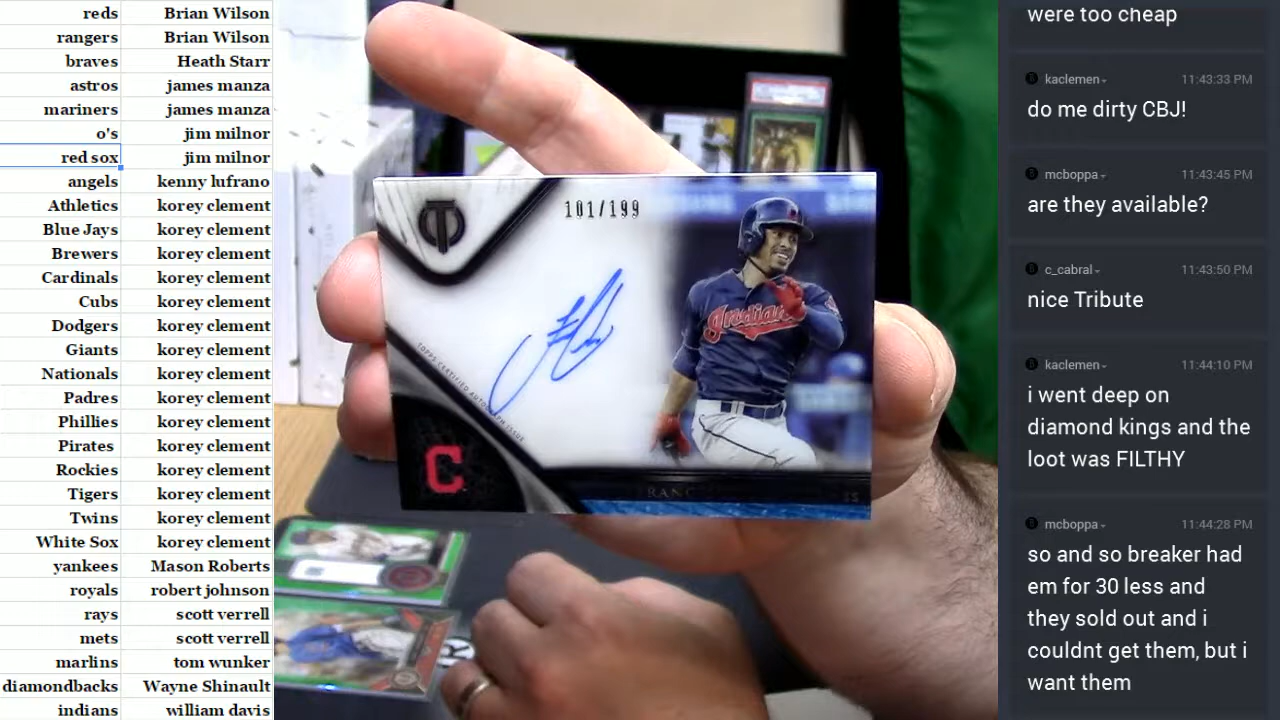 reds Brian Wilson
rangers Brian Wilson
braves Heath Starr
astros james manza
mariners james manza
o's jim milnor
red sox jim milnor
angels kenny lufrano
Athletics korey clement
Blue Jays korey clement
Brewers korey clement
Cardinals korey clement
Cubs korey clement
Dodgers korey clement
Giants korey clement
Nationals korey clement
Padres korey clement
Phillies korey clement
Pirates korey clement
Rockies korey clement
Tigers korey clement
Twins korey clement
White Sox korey clement
yankees Mason Roberts
royals robert johnson
rays scott verrell
mets scott verrell
marlins tom wunker
diamondbacks Wayne Shinault
indians william davis
101/199
Indians
TOPPS CERTIFIED AUTOGRAPH ISSUE
C
SS
were too cheap
kaclemen 11:43:33 PM
do me dirty CBJ!
mcboppa 11:43:45 PM
are they available?
c_cabral 11:43:50 PM
nice Tribute
kaclemen 11:44:10 PM
i went deep on
diamond kings and the
loot was FILTHY
mcboppa 11:44:28 PM
so and so breaker had
em for 30 less and
they sold out and i
couldnt get them, but i
want them